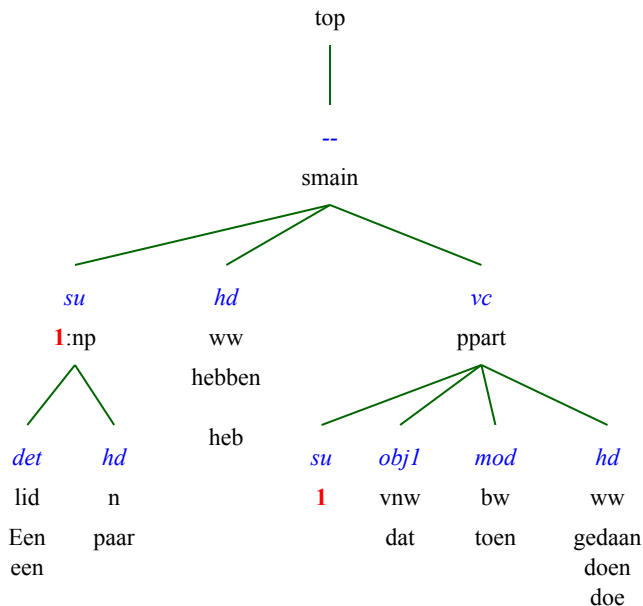 top
--
smain
su hd vc
1:np ww ppart
hebben
heb
det hd su obj1 mod hd
lid n 1 vnw bw ww
Een paar dat toen gedaan
een doen
doe